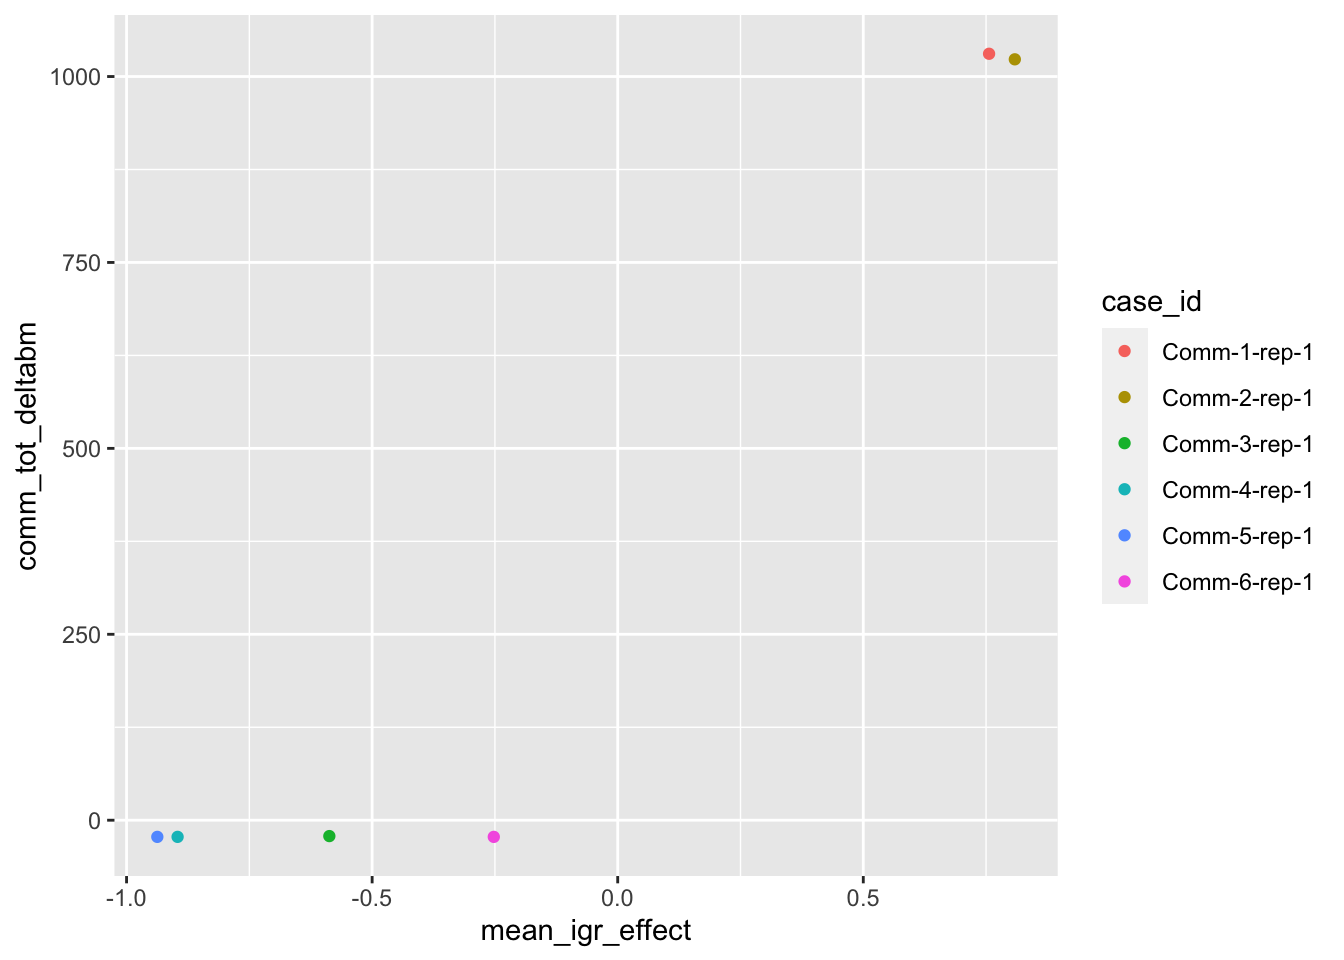 1000
750
500
250
0
-1.0
-0.5
0.0
0.5
mean_igr_effect
comm_tot_deltabm
case_id
Comm-1-rep-1
Comm-2-rep-1
Comm-3-rep-1
Comm-4-rep-1
Comm-5-rep-1
Comm-6-rep-1